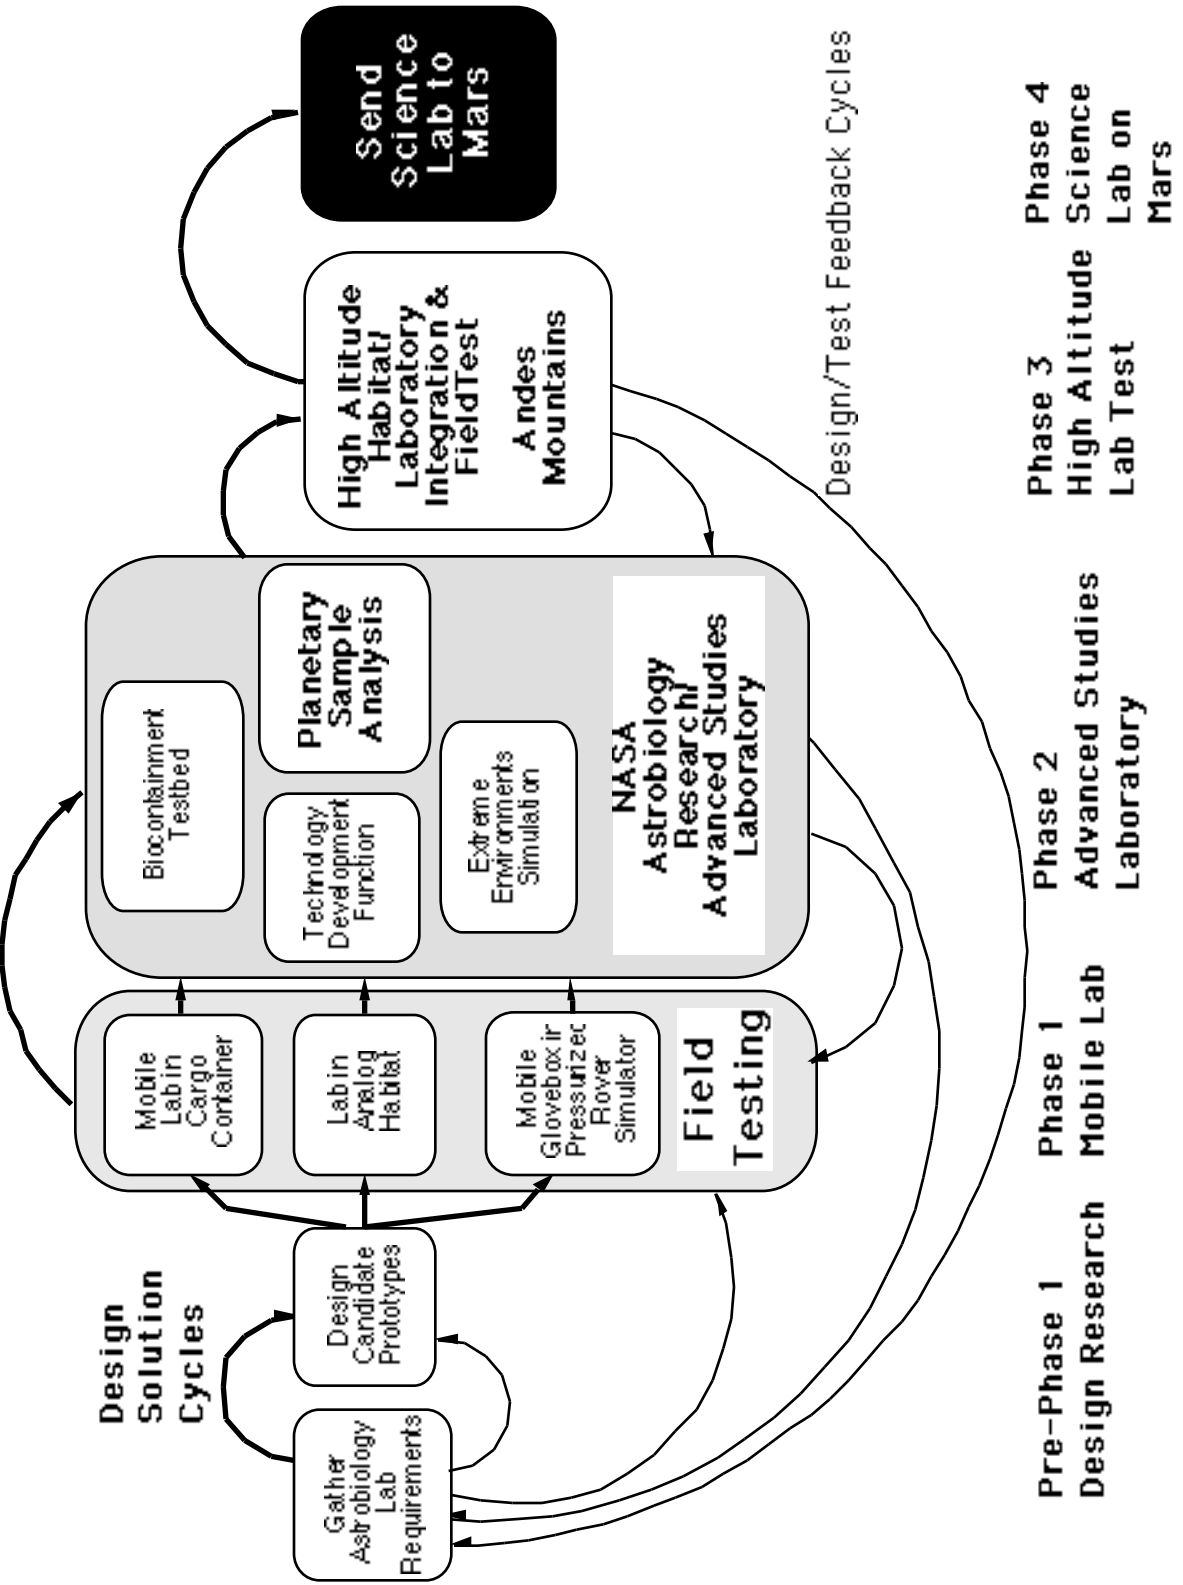 Design
Solution
Cycles
Gather
Astrobiology
Lab
Requirements
Design
Candidate
Prototypes
Mobile
Lab in
Cargo
Container
Lab in
Analog
Habitat
Mobile
Glovebox in
Pressurized
Rover
Simulator
Field
Testing
Biocontainment
Testbed
Technology
Development
Function
Planetary
Sample
Analysis
Extreme
Environments
Simulation
NASA
Astrobiology
Research/
Advanced Studies
Laboratory
High Altitude
Habitat/
Laboratory
Integration &
FieldTest
Andes
Mountains
Send
Science
Lab to
Mars
Design/Test Feedback Cycles
Pre-Phase 1
Design Research
Phase 1
Mobile Lab
Phase 2
Advanced Studies
Laboratory
Phase 3
High Altitude
Lab Test
Phase 4
Science
Lab on
Mars